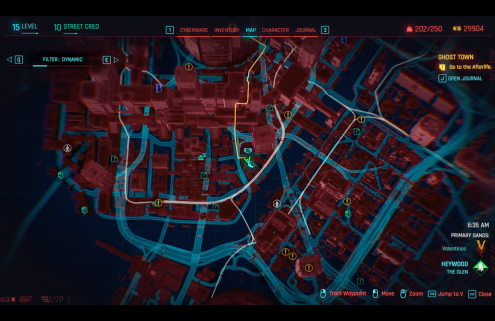 15 LEVEL
10 STREET CRED
1 CYBERWARE INVENTORY MAP CHARACTER JOURNAL 3
202/250
29904
Q FILTER: DYNAMIC E
GHOST TOWN
Go to the Afterlife.
J OPEN JOURNAL
6:35 AM
PRIMARY GANGS:
Valentinos
HEYWOOD
THE GLEN
Track Waypoint Move Zoom Jump to V Close